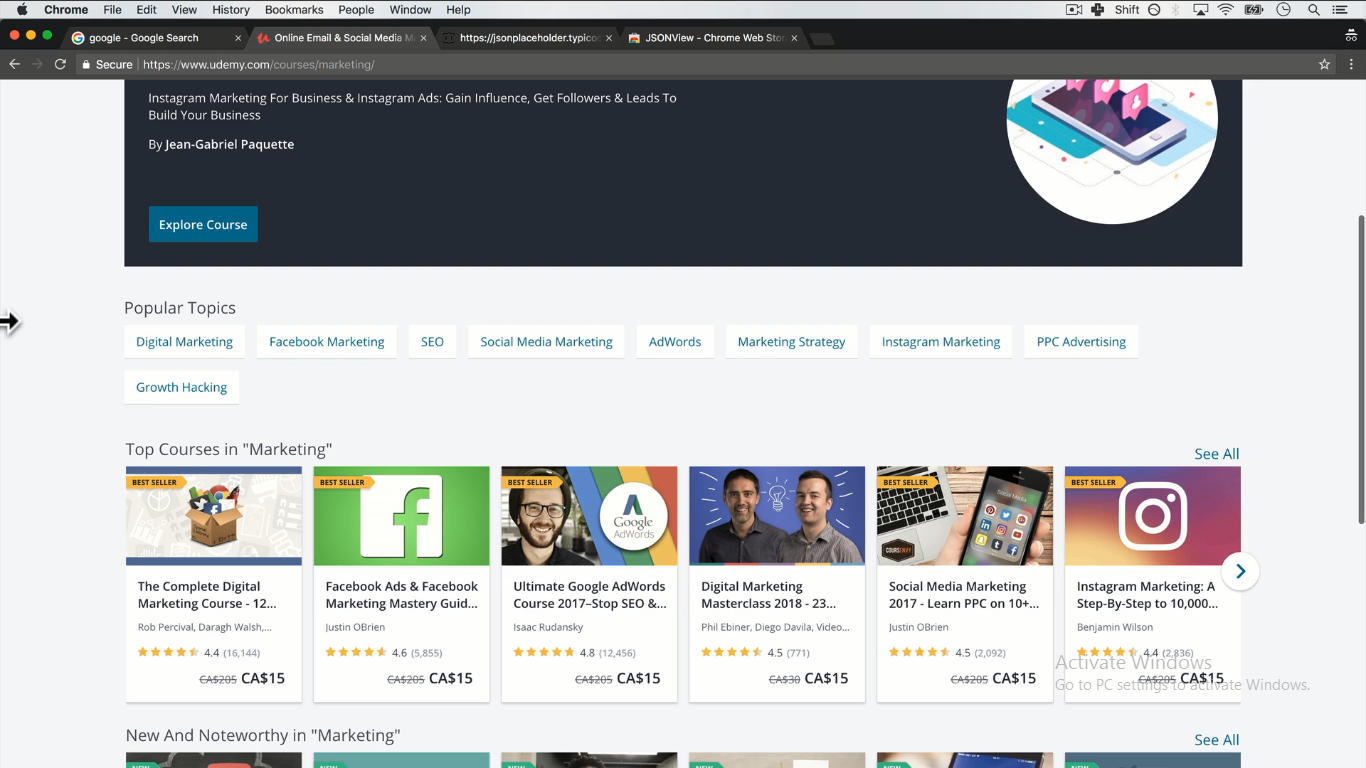 Chrome File Edit View History Bookmarks People Window Help Shift
google - Google Search
Online Email & Social Media Ma
https://jsonplaceholder.typico
JSONView - Chrome Web Stor
Secure https://www.udemy.com/courses/marketing/
Instagram Marketing For Business & Instagram Ads: Gain Influence, Get Followers & Leads To
Build Your Business
By Jean-Gabriel Paquette
Explore Course
Popular Topics
Digital Marketing Facebook Marketing SEO Social Media Marketing AdWords Marketing Strategy Instagram Marketing PPC Advertising
Growth Hacking
Top Courses in "Marketing" See All
BEST SELLER
The Complete Digital
Marketing Course - 12...
Rob Percival, Daragh Walsh,...
4.4 (16,144)
CA$205 CA$15
BEST SELLER
Facebook Ads & Facebook
Marketing Mastery Guid...
Justin OBrien
4.6 (5,855)
CA$205 CA$15
BEST SELLER
Google
AdWords
Ultimate Google AdWords
Course 2017–Stop SEO &...
Isaac Rudansky
4.8 (12,456)
CA$205 CA$15
Digital Marketing
Masterclass 2018 - 23...
Phil Ebiner, Diego Davila, Video...
4.5 (771)
CA$30 CA$15
BEST SELLER
Social Media
COURSENVY
Social Media Marketing
2017 - Learn PPC on 10+...
Justin OBrien
4.5 (2,092)
CA$205 CA$15
BEST SELLER
Instagram Marketing: A
Step-By-Step to 10,000...
Benjamin Wilson
4.4 (2,836)
CA$205 CA$15
Activate Windows
Go to PC settings to activate Windows.
New And Noteworthy in "Marketing" See All